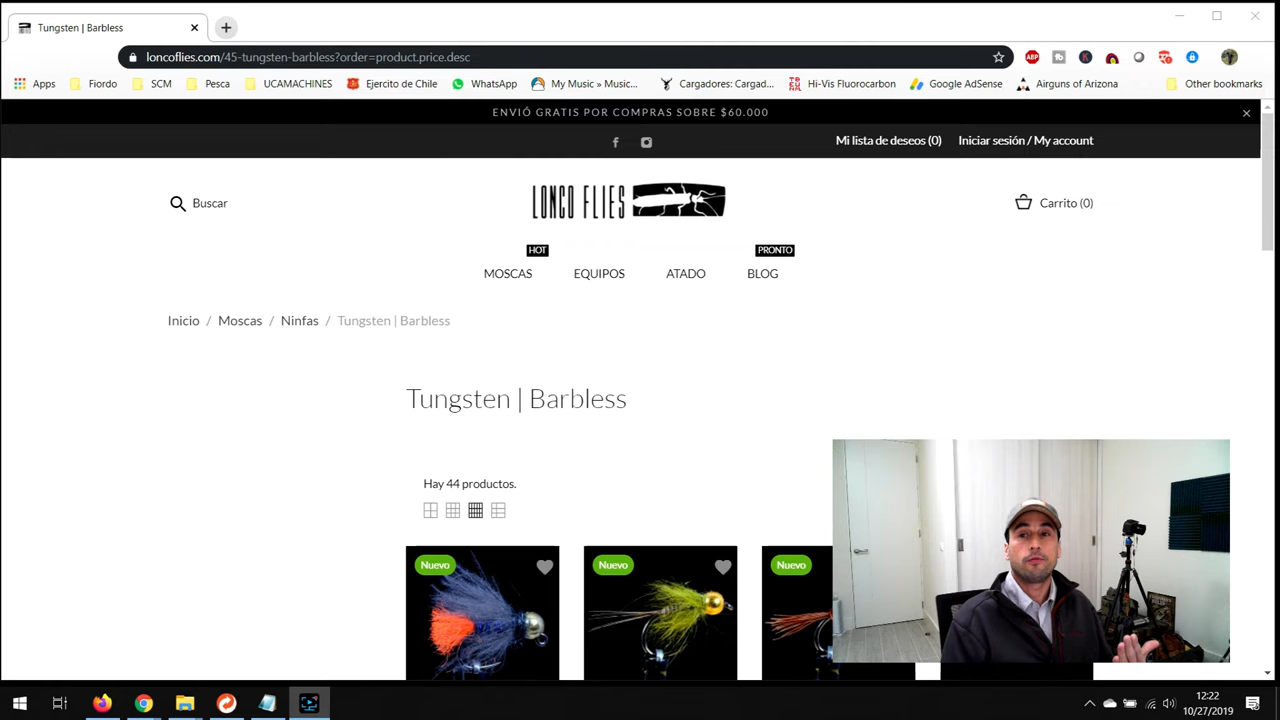 Tungsten | Barbless
loncoflies.com/45-tungsten-barbless?order=product.price.desc
ABP
Apps Fiordo SCM Pesca UCAMACHINES Ejercito de Chile WhatsApp My Music » Music... Cargadores: Cargad... Hi-Vis Fluorocarbon Google AdSense Airguns of Arizona Other bookmarks
ENVIÓ GRATIS POR COMPRAS SOBRE $60.000
Mi lista de deseos (0) Iniciar sesión / My account
Buscar
LONCO FLIES
Carrito (0)
HOT PRONTO
MOSCAS EQUIPOS ATADO BLOG
Inicio / Moscas / Ninfas / Tungsten | Barbless
Tungsten | Barbless
Hay 44 productos.
Nuevo Nuevo Nuevo
12:22
10/27/2019